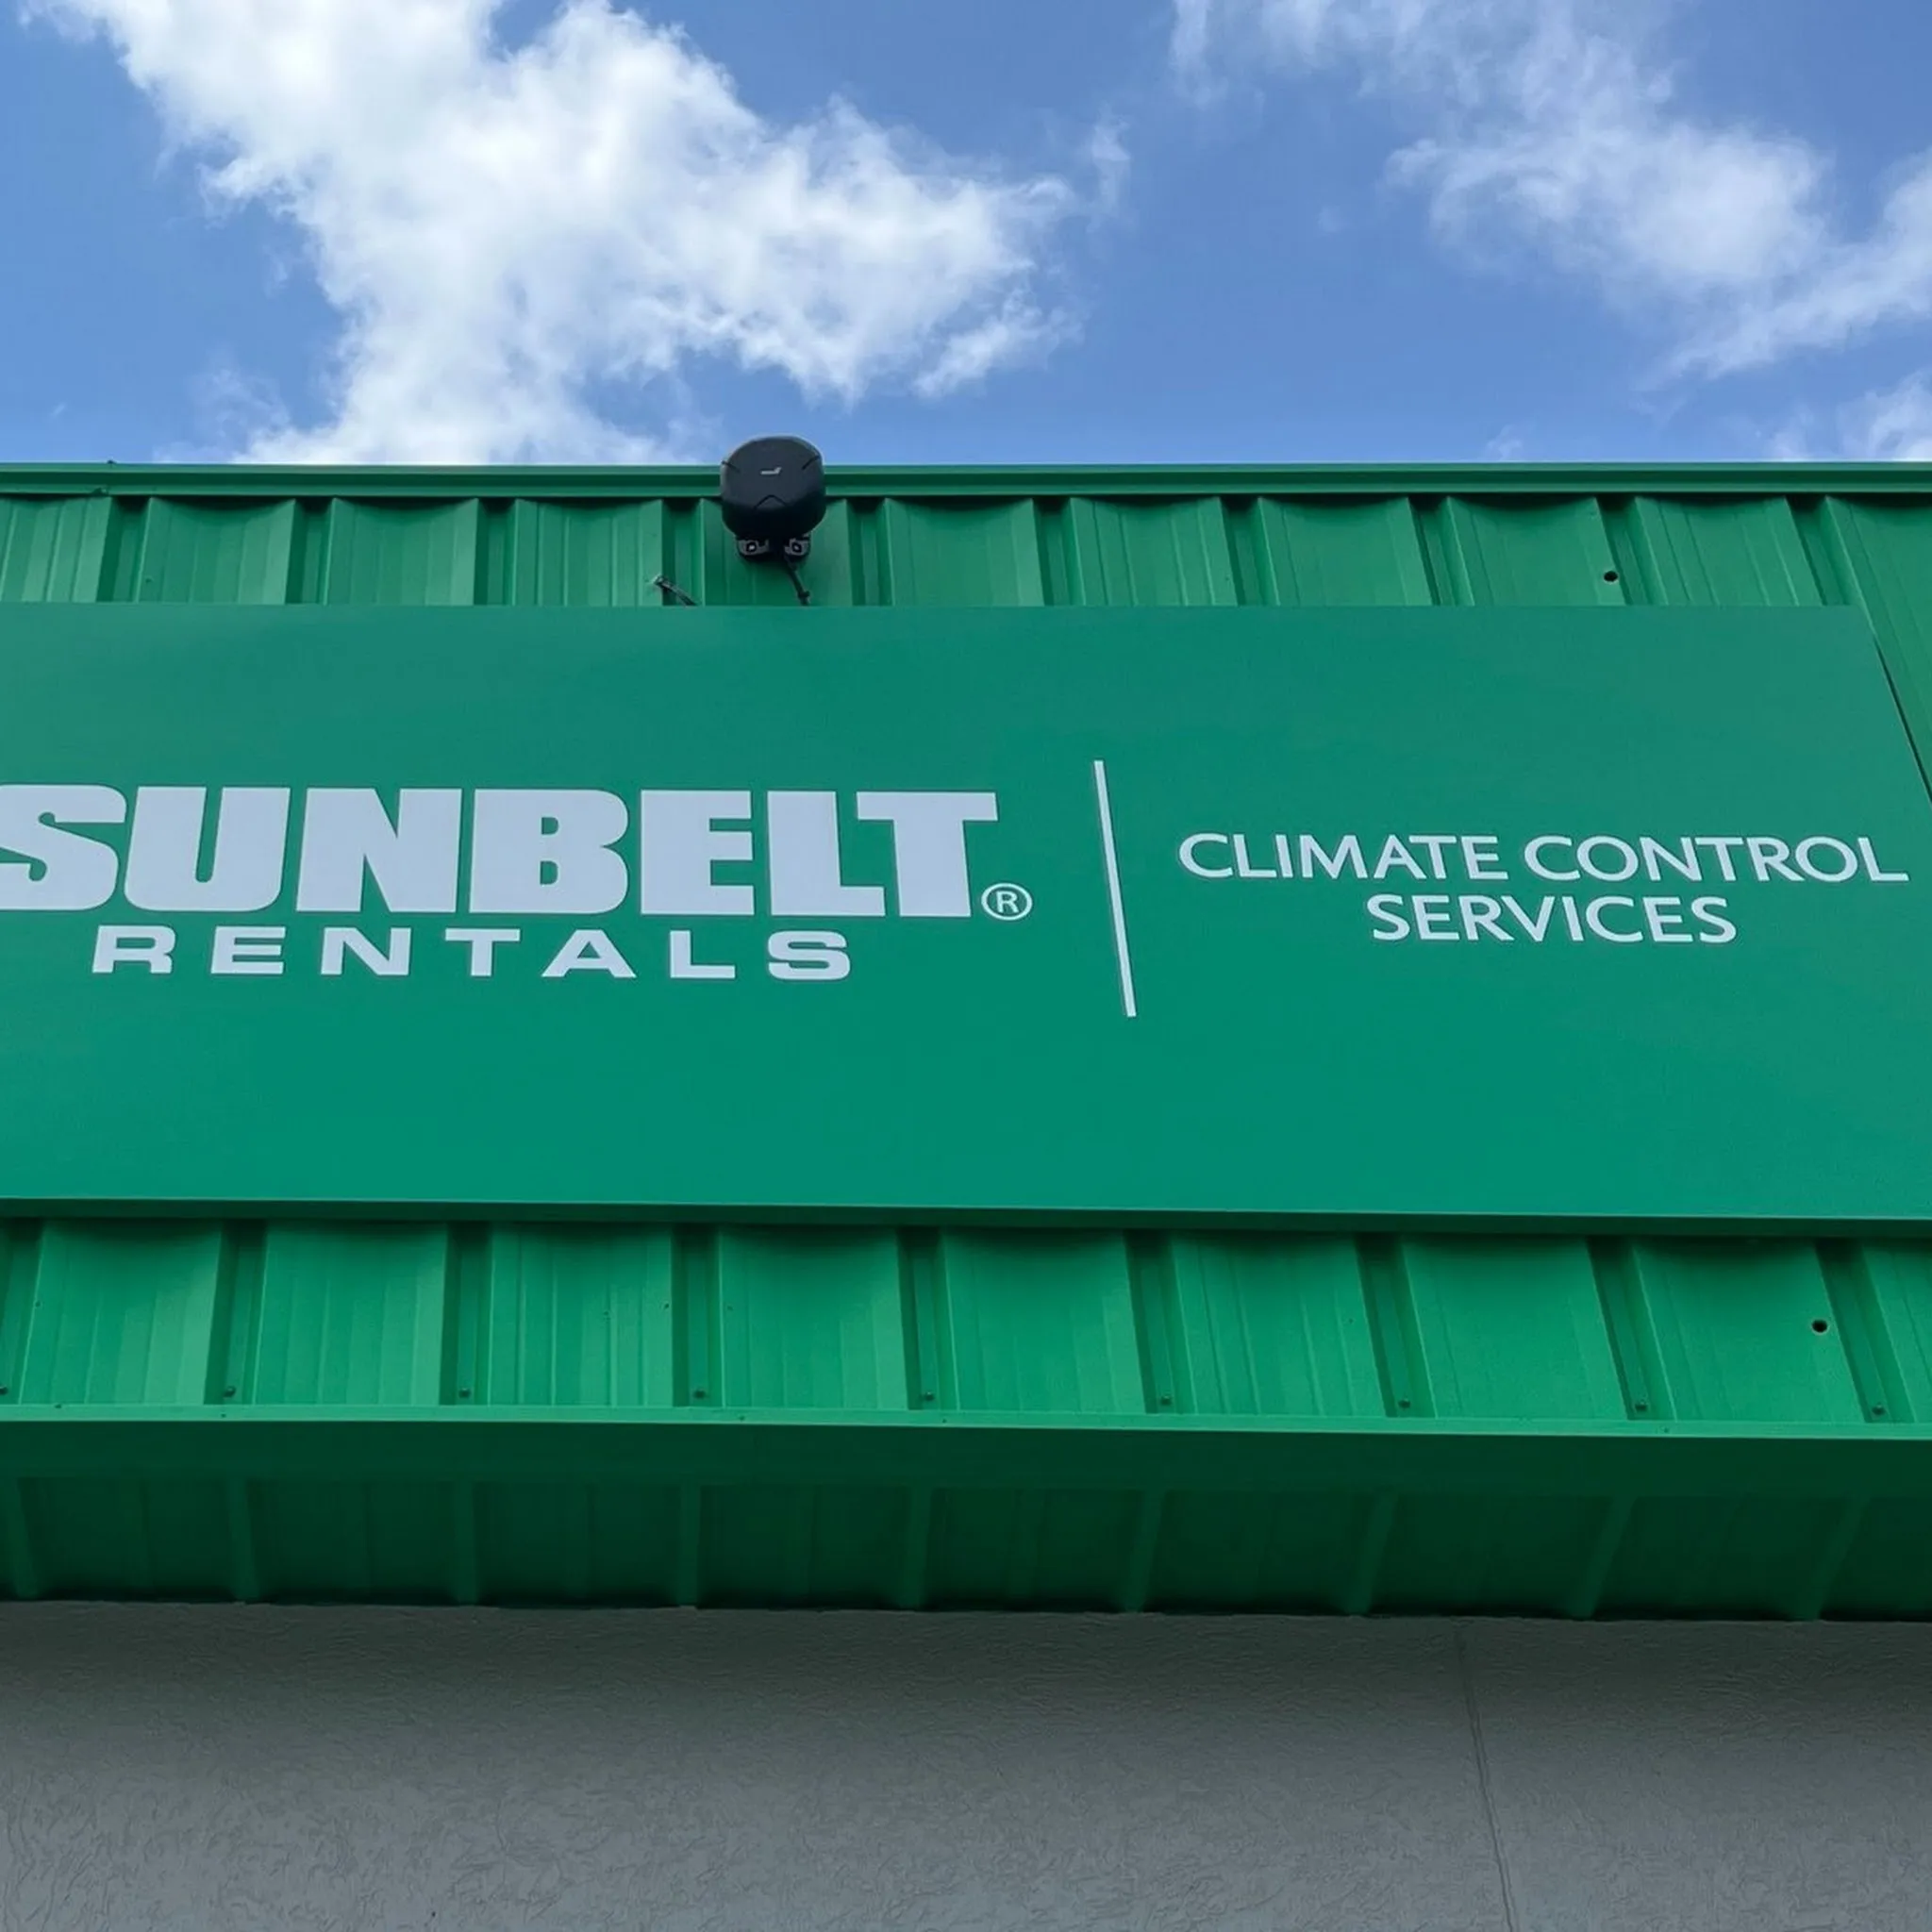 SUNBELT®
RENTALS
CLIMATE CONTROL
SERVICES